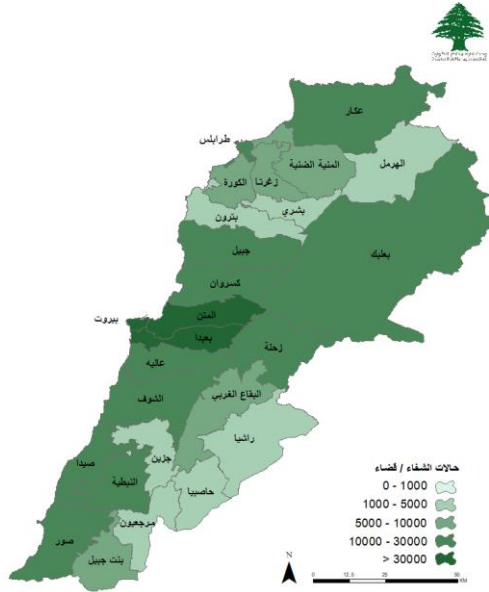 عكار
طرابلس
الهرمل
المنية الضنية
زغرتا
الكورة
بشري
بترون
بعلبك
جبيل
كسروان
المتن
بيروت
بعبدا
زحلة
عاليه
البقاع الغربي
الشوف
راشيا
جزين
صيدا
النبطية
حاصبيا
مرجعيون
صور
بنت جبيل
حالات الشفاء / قضاء
0 - 1000
1000 - 5000
5000 - 10000
10000 - 30000
> 30000
N
0 12.5 25 50
KM